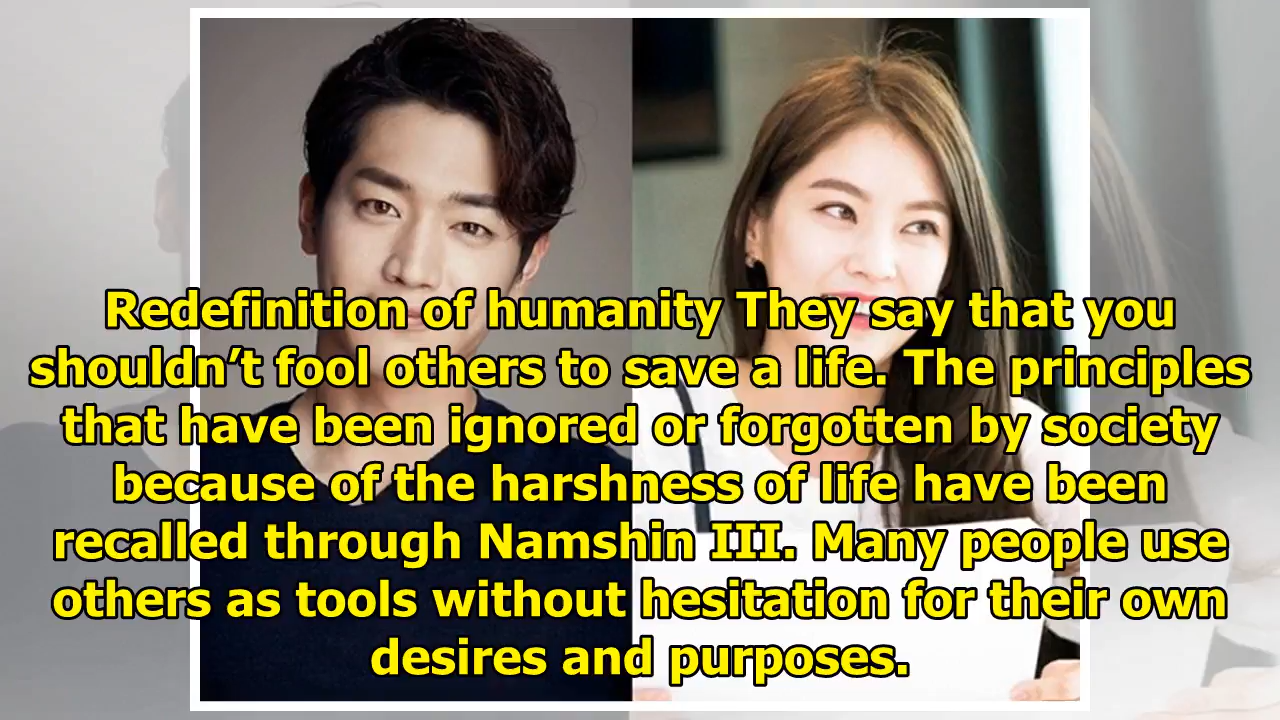 Redefinition of humanity They say that you
shouldn’t fool others to save a life. The principles
that have been ignored or forgotten by society
because of the harshness of life have been
recalled through Namshin III. Many people use
others as tools without hesitation for their own
desires and purposes.